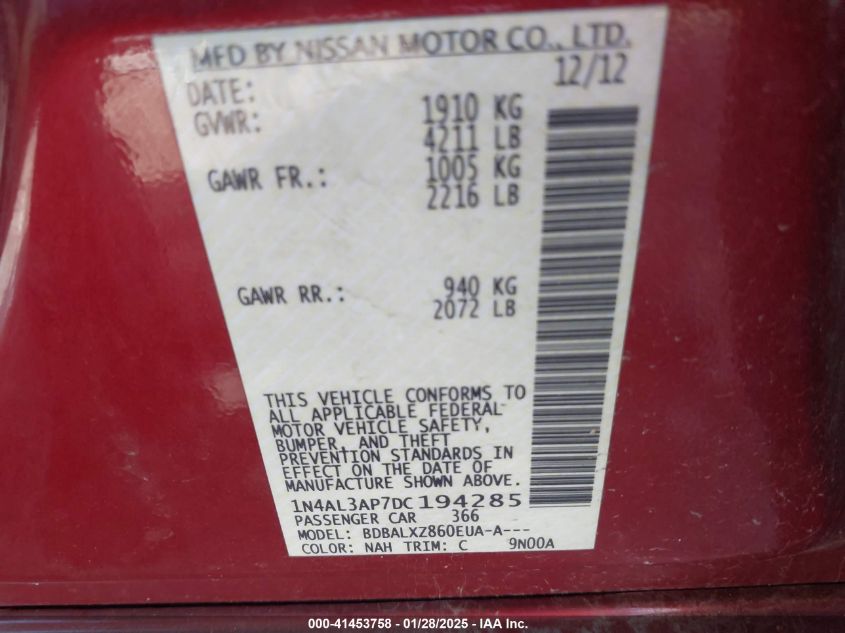 MFD BY NISSAN MOTOR CO., LTD.
DATE: 12/12
GVWR: 1910 KG
4211 LB
GAWR FR.: 1005 KG
2216 LB
GAWR RR.: 940 KG
2072 LB
THIS VEHICLE CONFORMS TO
ALL APPLICABLE FEDERAL
MOTOR VEHICLE SAFETY,
BUMPER, AND THEFT
PREVENTION STANDARDS IN
EFFECT ON THE DATE OF
MANUFACTURE SHOWN ABOVE.
1N4AL3AP7DC194285
PASSENGER CAR 366
MODEL: BDBALXZ860EUA-A---
COLOR: NAH TRIM: C 9N00A
000-41453758 - 01/28/2025 - IAA Inc.